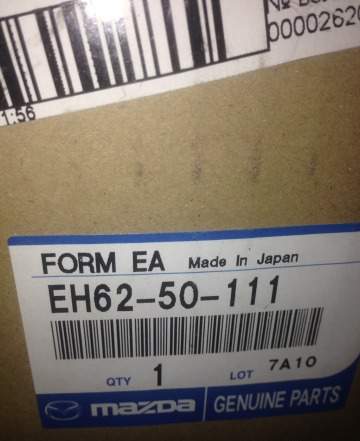 0000262
1:56
FORM EA Made In Japan
EH62-50-111
QTY 1 LOT 7A10
mazda GENUINE PARTS